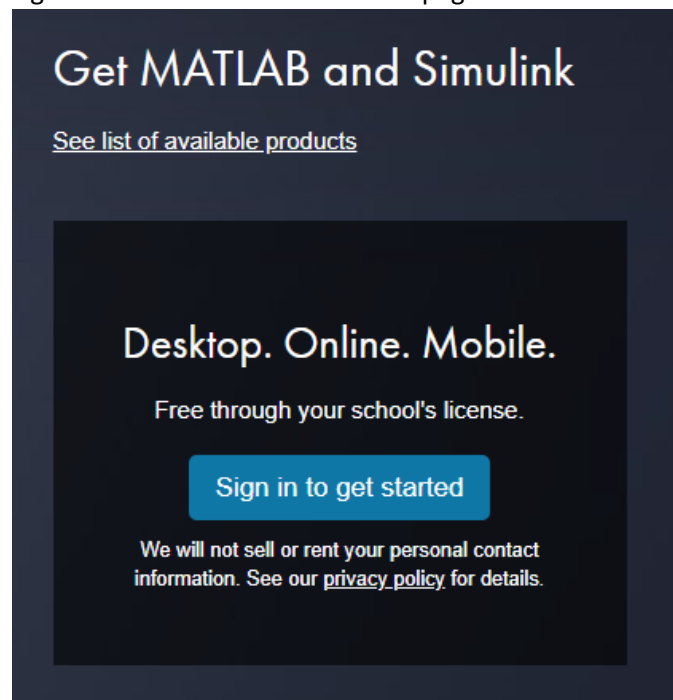 Get MATLAB and Simulink
See list of available products
Desktop. Online. Mobile.
Free through your school's license.
Sign in to get started
We will not sell or rent your personal contact
information. See our privacy policy for details.